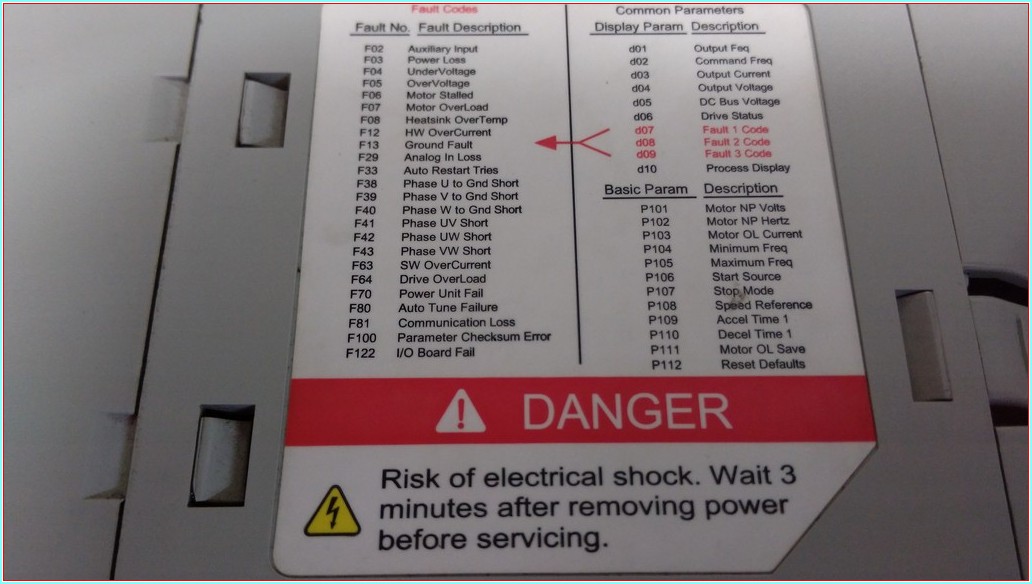 Fault Codes
Fault No. Fault Description
F02 Auxiliary Input
F03 Power Loss
F04 UnderVoltage
F05 OverVoltage
F06 Motor Stalled
F07 Motor OverLoad
F08 Heatsink OverTemp
F12 HW OverCurrent
F13 Ground Fault
F29 Analog In Loss
F33 Auto Restart Tries
F38 Phase U to Gnd Short
F39 Phase V to Gnd Short
F40 Phase W to Gnd Short
F41 Phase UV Short
F42 Phase UW Short
F43 Phase VW Short
F63 SW OverCurrent
F64 Drive OverLoad
F70 Power Unit Fail
F80 Auto Tune Failure
F81 Communication Loss
F100 Parameter Checksum Error
F122 I/O Board Fail
Common Parameters
Display Param Description
d01 Output Feq
d02 Command Freq
d03 Output Current
d04 Output Voltage
d05 DC Bus Voltage
d06 Drive Status
d07 Fault 1 Code
d08 Fault 2 Code
d09 Fault 3 Code
d10 Process Display
Basic Param Description
P101 Motor NP Volts
P102 Motor NP Hertz
P103 Motor OL Current
P104 Minimum Freq
P105 Maximum Freq
P106 Start Source
P107 Stop Mode
P108 Speed Reference
P109 Accel Time 1
P110 Decel Time 1
P111 Motor OL Save
P112 Reset Defaults
DANGER
Risk of electrical shock. Wait 3
minutes after removing power
before servicing.